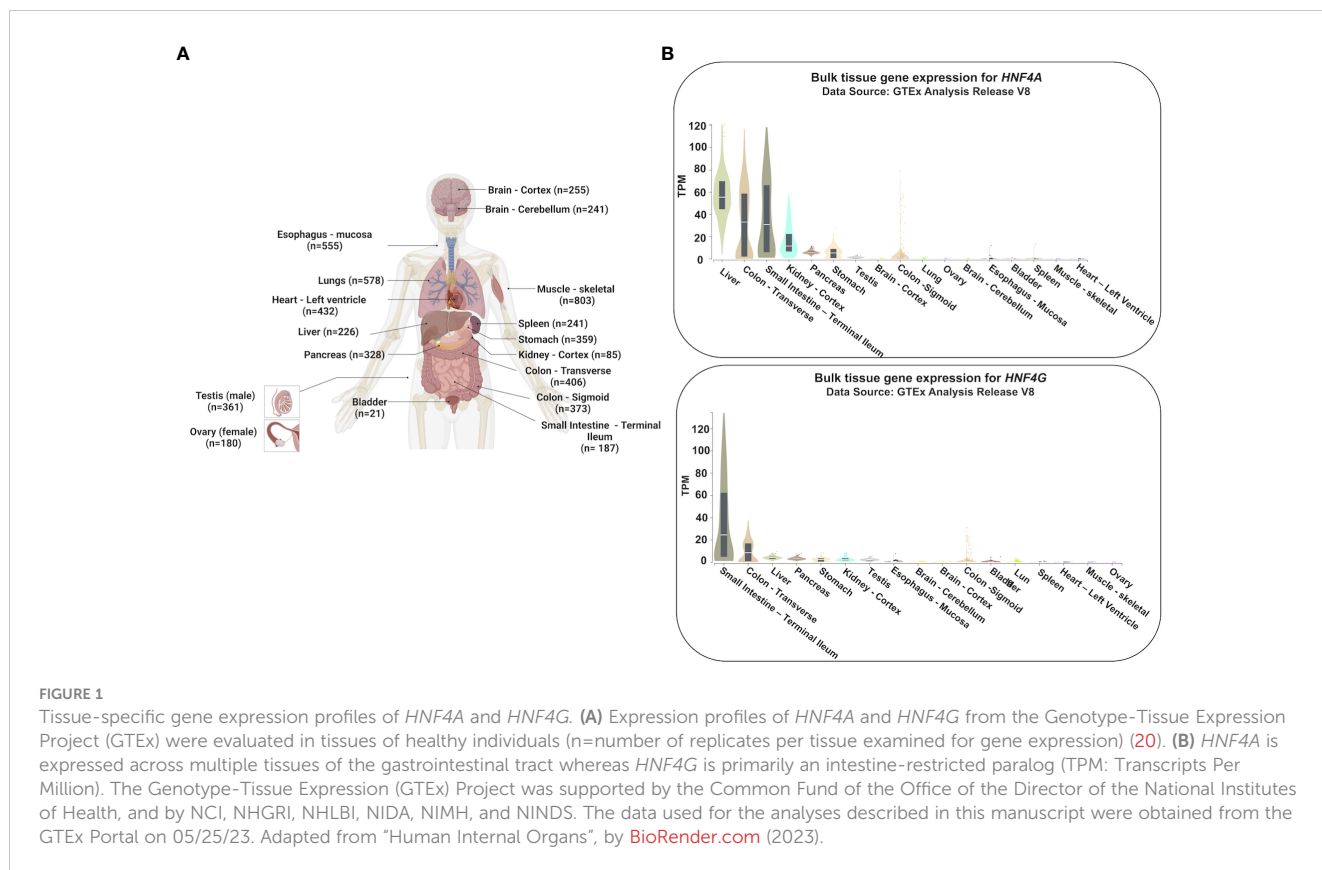 A
Brain - Cortex (n=255)
Brain - Cerebellum (n=241)
Esophagus - mucosa
(n=555)
Lungs (n=578)
Muscle - skeletal
(n=803)
Heart - Left ventricle
(n=432)
Spleen (n=241)
Liver (n=226)
Stomach (n=359)
Pancreas (n=328)
Kidney - Cortex (n=85)
Colon - Transverse
(n=406)
Testis (male)
(n=361)
Bladder
(n=21)
Colon - Sigmoid
(n=373)
Ovary (female)
(n=180)
Small Intestine - Terminal
Ileum
(n= 187)
B
Bulk tissue gene expression for HNF4A
Data Source: GTEx Analysis Release V8
TPM
120
100
80
60
40
20
0
Liver
Colon - Transverse
Small Intestine – Terminal Ileum
Kidney - Cortex
Pancreas
Stomach
Testis
Brain - Cortex
Colon -Sigmoid
Lung
Ovary
Brain - Cerebellum
Esophagus - Mucosa
Bladder
Spleen
Muscle - skeletal
Heart – Left Ventricle
Bulk tissue gene expression for HNF4G
Data Source: GTEx Analysis Release V8
TPM
120
100
80
60
40
20
0
Small Intestine – Terminal Ileum
Colon - Transverse
Liver
Pancreas
Stomach
Kidney - Cortex
Testis
Esophagus - Mucosa
Brain - Cerebellum
Brain - Cortex
Colon -Sigmoid
Bladder
Lun
Spleen
Heart – Left Ventricle
Muscle - skeletal
Ovary
FIGURE 1
Tissue-specific gene expression profiles of HNF4A and HNF4G. (A) Expression profiles of HNF4A and HNF4G from the Genotype-Tissue Expression
Project (GTEx) were evaluated in tissues of healthy individuals (n=number of replicates per tissue examined for gene expression) (20). (B) HNF4A is
expressed across multiple tissues of the gastrointestinal tract whereas HNF4G is primarily an intestine-restricted paralog (TPM: Transcripts Per
Million). The Genotype-Tissue Expression (GTEx) Project was supported by the Common Fund of the Office of the Director of the National Institutes
of Health, and by NCI, NHGRI, NHLBI, NIDA, NIMH, and NINDS. The data used for the analyses described in this manuscript were obtained from the
GTEx Portal on 05/25/23. Adapted from “Human Internal Organs”, by BioRender.com (2023).